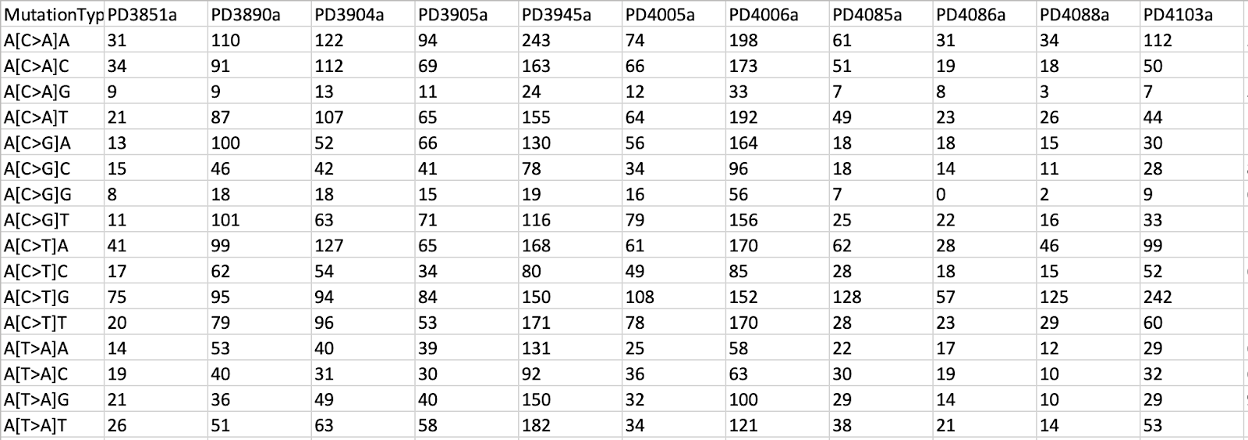 MutationTyp PD3851a PD3890a PD3904a PD3905a PD3945a PD4005a PD4006a PD4085a PD4086a PD4088a PD4103a
A[C>A]A 31 110 122 94 243 74 198 61 31 34 112
A[C>A]C 34 91 112 69 163 66 173 51 19 18 50
A[C>A]G 9 9 13 11 24 12 33 7 8 3 7
A[C>A]T 21 87 107 65 155 64 192 49 23 26 44
A[C>G]A 13 100 52 66 130 56 164 18 18 15 30
A[C>G]C 15 46 42 41 78 34 96 18 14 11 28
A[C>G]G 8 18 18 15 19 16 56 7 0 2 9
A[C>G]T 11 101 63 71 116 79 156 25 22 16 33
A[C>T]A 41 99 127 65 168 61 170 62 28 46 99
A[C>T]C 17 62 54 34 80 49 85 28 18 15 52
A[C>T]G 75 95 94 84 150 108 152 128 57 125 242
A[C>T]T 20 79 96 53 171 78 170 28 23 29 60
A[T>A]A 14 53 40 39 131 25 58 22 17 12 29
A[T>A]C 19 40 31 30 92 36 63 30 19 10 32
A[T>A]G 21 36 49 40 150 32 100 29 14 10 29
A[T>A]T 26 51 63 58 182 34 121 38 21 14 53